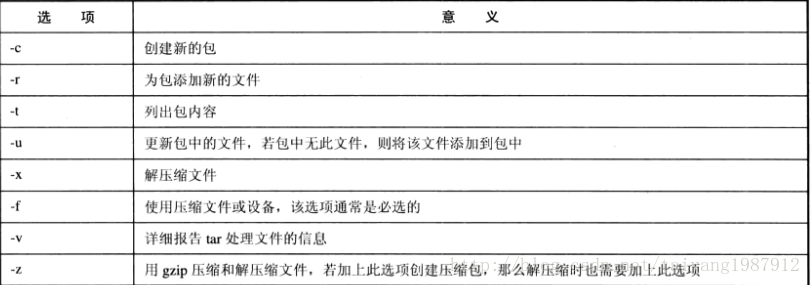 选 项 意 义
-c 创建新的包
-r 为包添加新的文件
-t 列出包内容
-u 更新包中的文件，若包中无此文件，则将该文件添加到包中
-x 解压缩文件
-f 使用压缩文件或设备，该选项通常是必选的
-v 详细报告 tar 处理文件的信息
-z 用 gzip 压缩和解压缩文件，若加上此选项创建压缩包，那么解压缩时也需要加上此选项